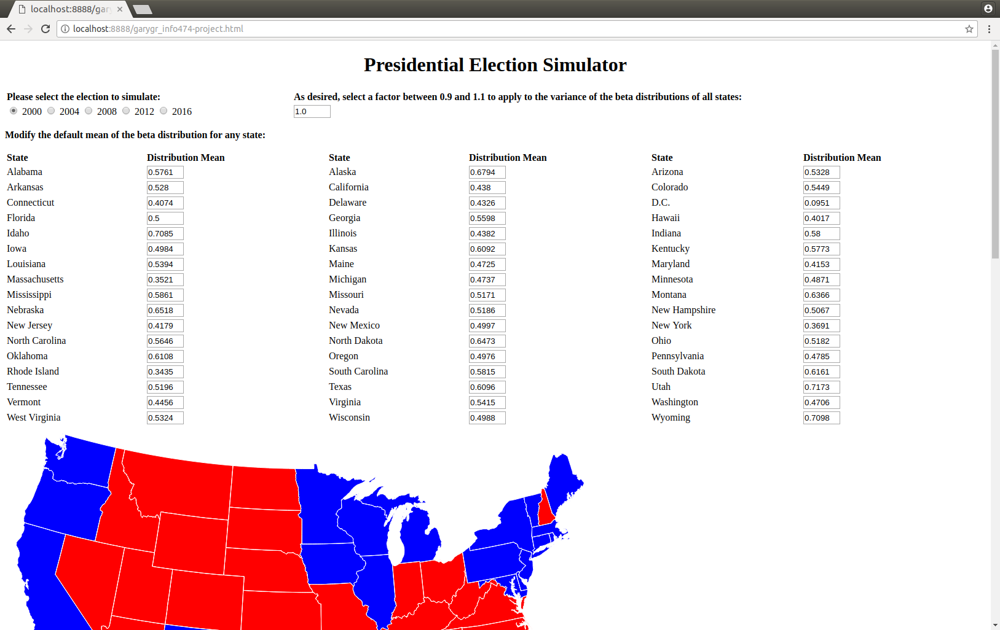 localhost:8888/gary
localhost:8888/garygr_info474-project.html
Presidential Election Simulator
Please select the election to simulate: As desired, select a factor between 0.9 and 1.1 to apply to the variance of the beta distributions of all states:
2000 2004 2008 2012 2016 1.0
Modify the default mean of the beta distribution for any state:
State Distribution Mean State Distribution Mean State Distribution Mean
Alabama 0.5761 Alaska 0.6794 Arizona 0.5328
Arkansas 0.528 California 0.438 Colorado 0.5449
Connecticut 0.4074 Delaware 0.4326 D.C. 0.0951
Florida 0.5 Georgia 0.5598 Hawaii 0.4017
Idaho 0.7085 Illinois 0.4382 Indiana 0.58
Iowa 0.4984 Kansas 0.6092 Kentucky 0.5773
Louisiana 0.5394 Maine 0.4725 Maryland 0.4153
Massachusetts 0.3521 Michigan 0.4737 Minnesota 0.4871
Mississippi 0.5861 Missouri 0.5171 Montana 0.6366
Nebraska 0.6518 Nevada 0.5186 New Hampshire 0.5067
New Jersey 0.4179 New Mexico 0.4997 New York 0.3691
North Carolina 0.5646 North Dakota 0.6473 Ohio 0.5182
Oklahoma 0.6108 Oregon 0.4976 Pennsylvania 0.4785
Rhode Island 0.3435 South Carolina 0.5815 South Dakota 0.6161
Tennessee 0.5196 Texas 0.6096 Utah 0.7173
Vermont 0.4456 Virginia 0.5415 Washington 0.4706
West Virginia 0.5324 Wisconsin 0.4988 Wyoming 0.7098